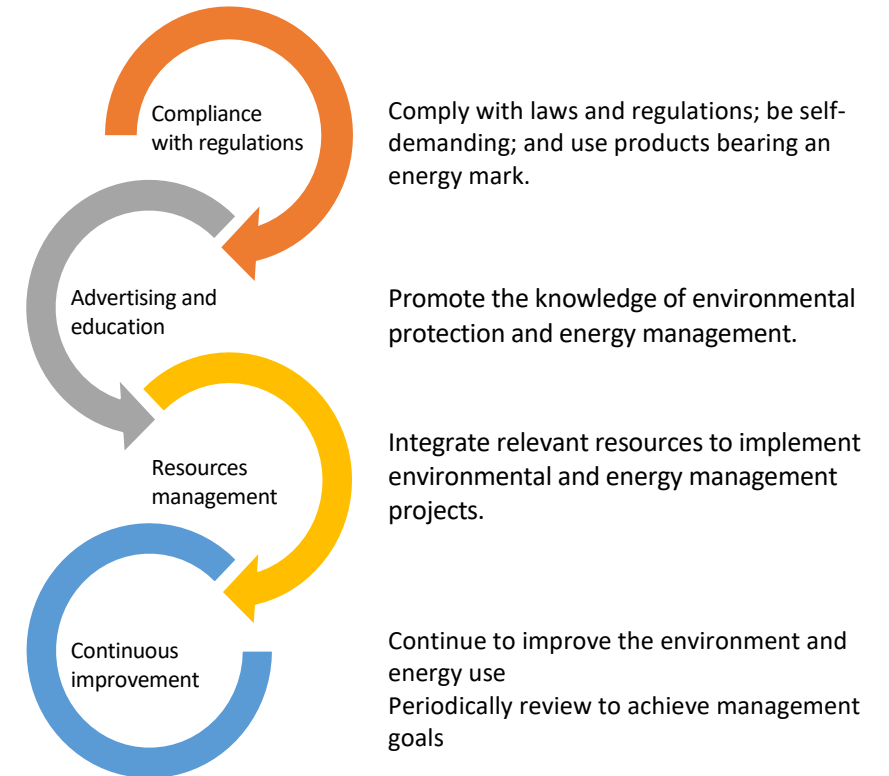 Compliance
with regulations
Comply with laws and regulations; be self-
demanding; and use products bearing an
energy mark.
Advertising and
education
Promote the knowledge of environmental
protection and energy management.
Resources
management
Integrate relevant resources to implement
environmental and energy management
projects.
Continuous
improvement
Continue to improve the environment and
energy use
Periodically review to achieve management
goals